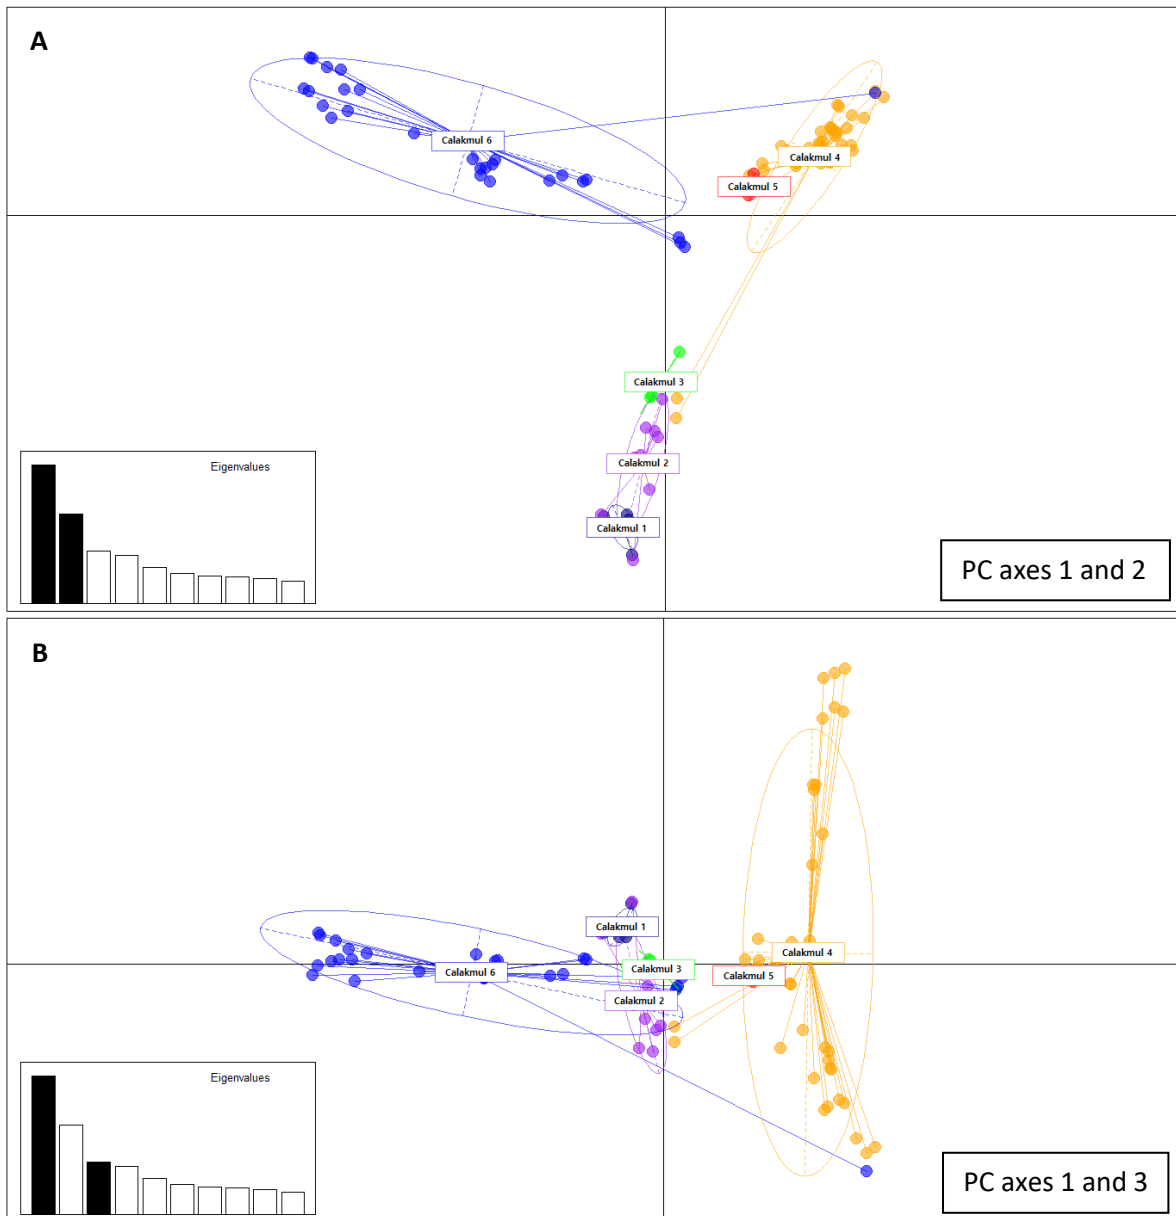 A
Calakmul 6
Calakmul 4
Calakmul 5
Calakmul 3
Calakmul 2
Calakmul 1
Eigenvalues
PC axes 1 and 2
B
Calakmul 1
Calakmul 4
Calakmul 3
Calakmul 6
Calakmul 5
Calakmul 2
Eigenvalues
PC axes 1 and 3